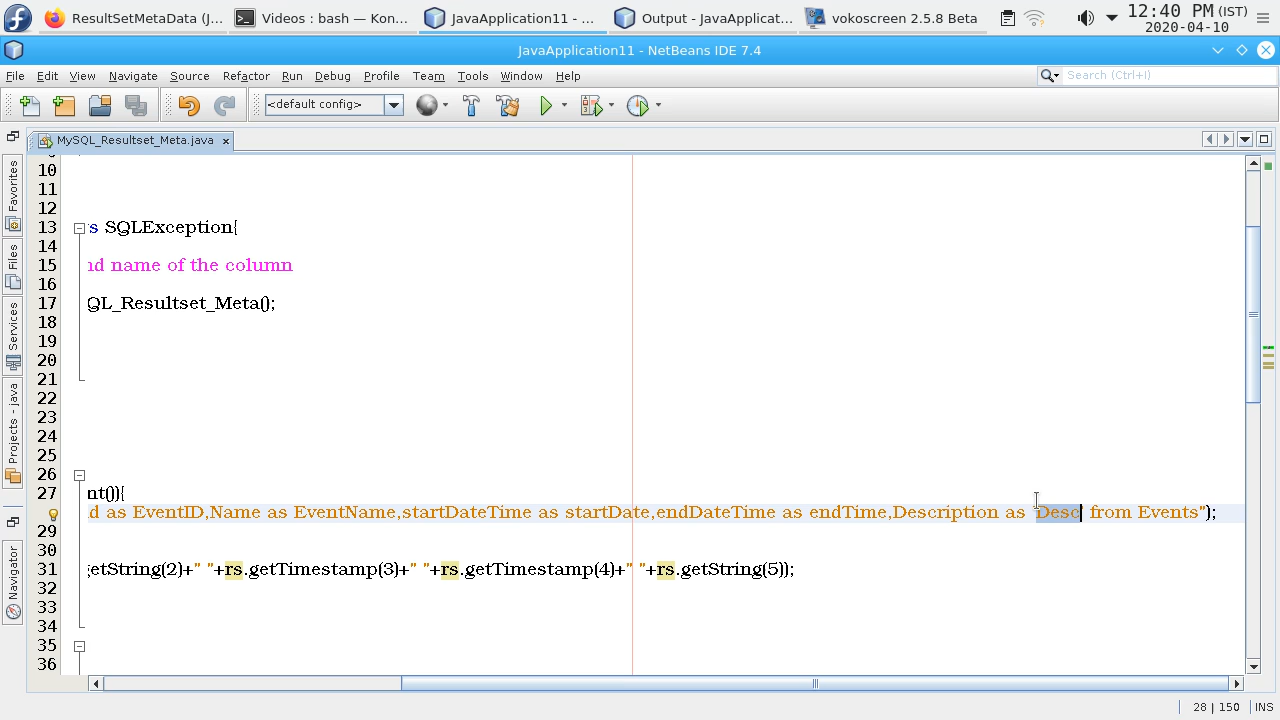 ResultSetMetaData (J...
Videos : bash — Kon...
JavaApplication11 - ...
Output - JavaApplicat...
vokoscreen 2.5.8 Beta
12:40 PM (IST)
2020-04-10
JavaApplication11 - NetBeans IDE 7.4
File Edit View Navigate Source Refactor Run Debug Profile Team Tools Window Help
Search (Ctrl+I)
<default config>
MySQL_Resultset_Meta.java
Favorites
Files
Services
Projects - java
Navigator
10
11
12
13 s SQLException{
14
15 nd name of the column
16
17 QL_Resultset_Meta();
18
19
20
21
22
23
24
25
26
27 nt()){
d as EventID,Name as EventName,startDateTime as startDate,endDateTime as endTime,Description as 'Desc' from Events");
29
30
31 getString(2)+" "+rs.getTimestamp(3)+" "+rs.getTimestamp(4)+" "+rs.getString(5));
32
33
34
35
36
28 | 150 INS